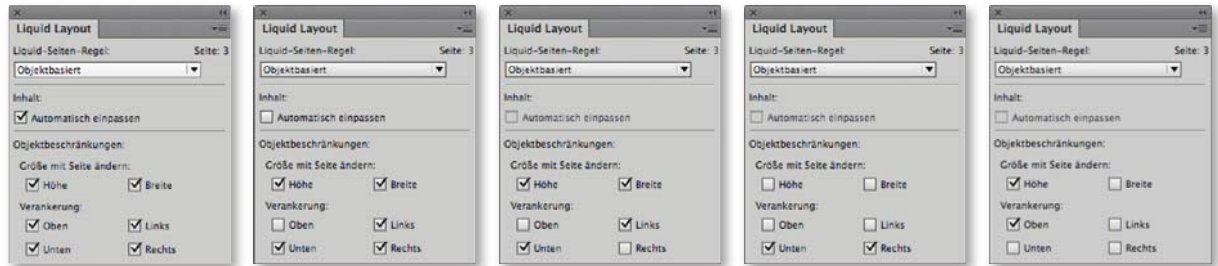 Liquid Layout
Liquid-Seiten-Regel: Seite: 3
Objektbasiert
Inhalt:
Automatisch einpassen
Objektbeschränkungen:
Größe mit Seite ändern:
Höhe Breite
Verankerung:
Oben Links
Unten Rechts
Liquid Layout
Liquid-Seiten-Regel: Seite: 3
Objektbasiert
Inhalt:
Automatisch einpassen
Objektbeschränkungen:
Größe mit Seite ändern:
Höhe Breite
Verankerung:
Oben Links
Unten Rechts
Liquid Layout
Liquid-Seiten-Regel: Seite: 3
Objektbasiert
Inhalt:
Automatisch einpassen
Objektbeschränkungen:
Größe mit Seite ändern:
Höhe Breite
Verankerung:
Oben Links
Unten Rechts
Liquid Layout
Liquid-Seiten-Regel: Seite: 3
Objektbasiert
Inhalt:
Automatisch einpassen
Objektbeschränkungen:
Größe mit Seite ändern:
Höhe Breite
Verankerung:
Oben Links
Unten Rechts
Liquid Layout
Liquid-Seiten-Regel: Seite: 3
Objektbasiert
Inhalt:
Automatisch einpassen
Objektbeschränkungen:
Größe mit Seite ändern:
Höhe Breite
Verankerung:
Oben Links
Unten Rechts